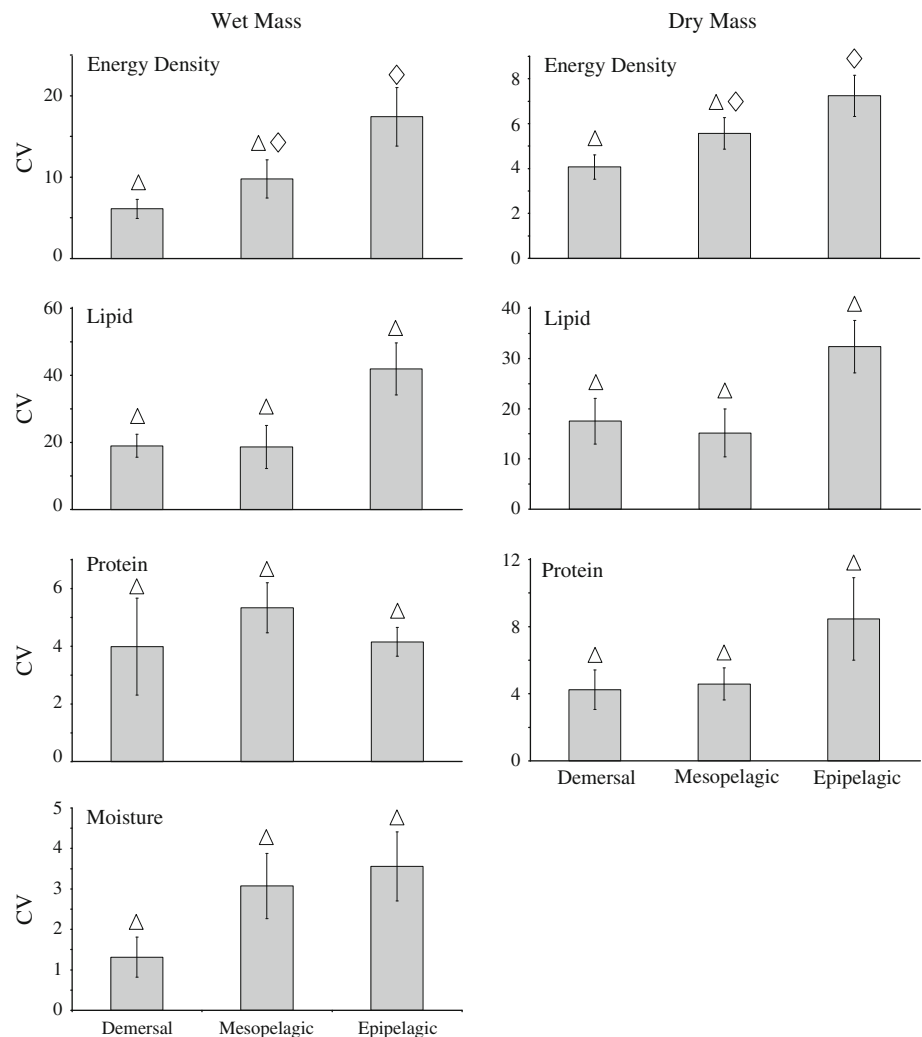 Wet Mass
Dry Mass
Energy Density
CV
20
10
0
Energy Density
8
6
4
2
0
Lipid
CV
60
40
20
0
Lipid
40
30
20
10
0
Protein
CV
6
4
2
0
Protein
12
8
4
0
Demersal Mesopelagic Epipelagic
Moisture
CV
5
4
3
2
1
0
Demersal Mesopelagic Epipelagic